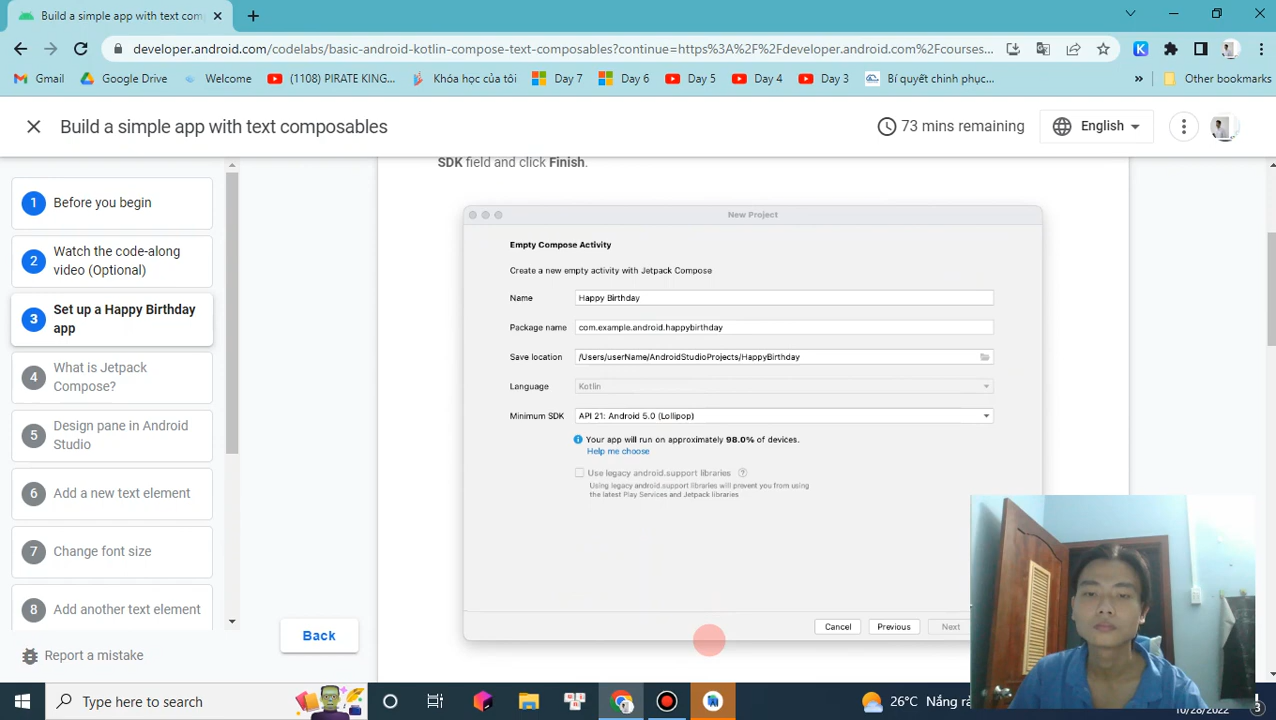 Build a simple app with text com
developer.android.com/codelabs/basic-android-kotlin-compose-text-composables?continue=https%3A%2F%2Fdeveloper.android.com%2Fcourses...
Gmail
Google Drive
Welcome
(1108) PIRATE KING...
Khóa học của tôi
Day 7
Day 6
Day 5
Day 4
Day 3
Bí quyết chinh phục...
»
Other bookmarks
Build a simple app with text composables
73 mins remaining
English
SDK field and click Finish.
1 Before you begin
2 Watch the code-along
video (Optional)
3 Set up a Happy Birthday
app
4 What is Jetpack
Compose?
5 Design pane in Android
Studio
6 Add a new text element
7 Change font size
8 Add another text element
Report a mistake
Back
New Project
Empty Compose Activity
Create a new empty activity with Jetpack Compose
Name Happy Birthday
Package name com.example.android.happybirthday
Save location /Users/userName/AndroidStudioProjects/HappyBirthday
Language Kotlin
Minimum SDK API 21: Android 5.0 (Lollipop)
Your app will run on approximately 98.0% of devices.
Help me choose
Use legacy android.support libraries
Using legacy android.support libraries will prevent you from using
the latest Play Services and Jetpack libraries
Cancel Previous Next
Type here to search
26°C Nắng
10/28/2022
3